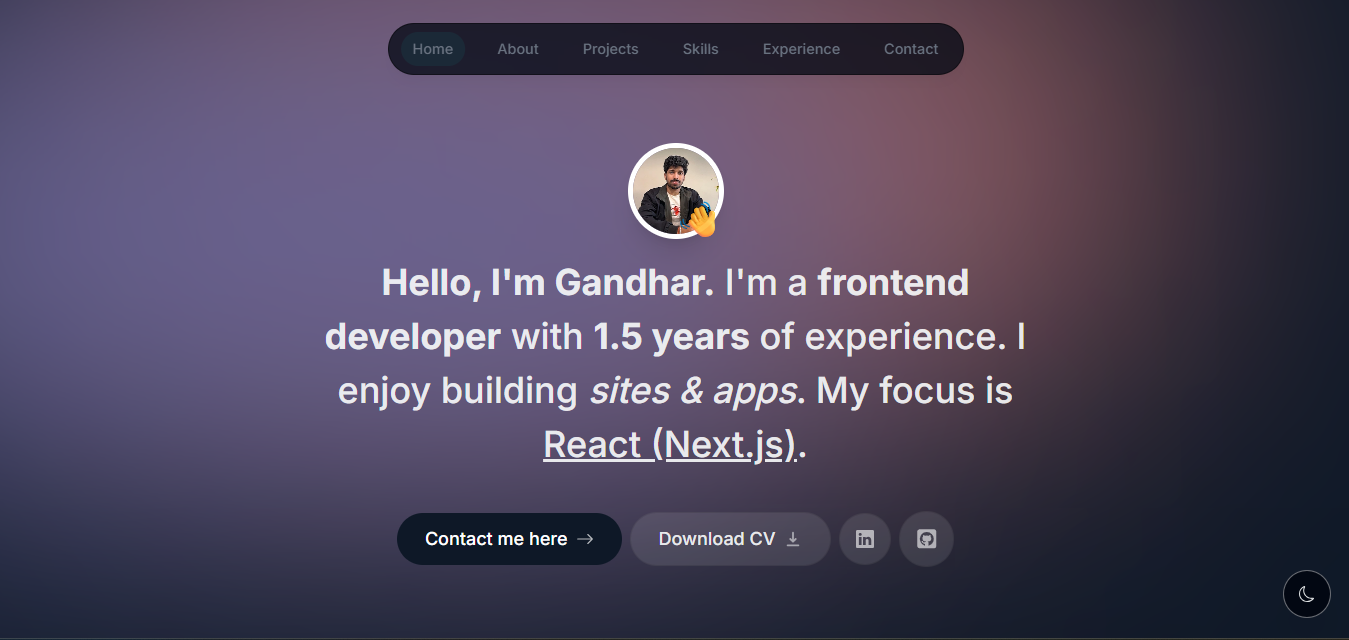 Home About Projects Skills Experience Contact
Hello, I'm Gandhar. I'm a frontend
developer with 1.5 years of experience. I
enjoy building sites & apps. My focus is
React (Next.js).
Contact me here Download CV in